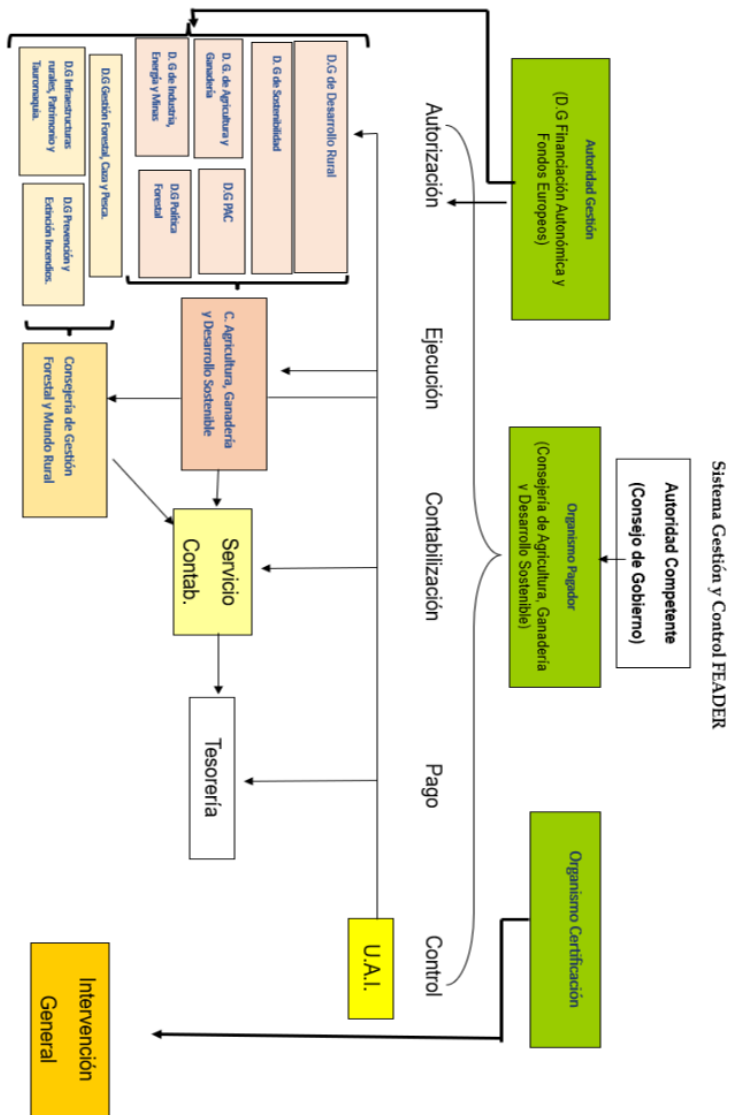 Sistema Gestión y Control FEADER
Autoridad Competente
(Consejo de Gobierno)
Autoridad Gestión
(D.G Financiación Autonómica y
Fondos Europeos)
Organismo Pagador
(Consejería de Agricultura, Ganadería
y Desarrollo Sostenible)
Organismo Certificación
Autorización
Ejecución
Contabilización
Pago
Control
D.G de Desarrollo Rural
D. G de Sostenibilidad
D. G. de Agricultura y
Ganadería
D.G PAC
D. G de Industria,
Energía y Minas
D.G Política
Forestal
D.G Gestión Forestal, Caza y Pesca.
D.G Infraestructuras
rurales, Patrimonio y
Tauromaquia.
D.G Prevención y
Extinción Incendios.
C. Agricultura, Ganadería
y Desarrollo Sostenible
Consejería de Gestión
Forestal y Mundo Rural
Servicio
Contab.
Tesorería
U.A.I.
Intervención
General